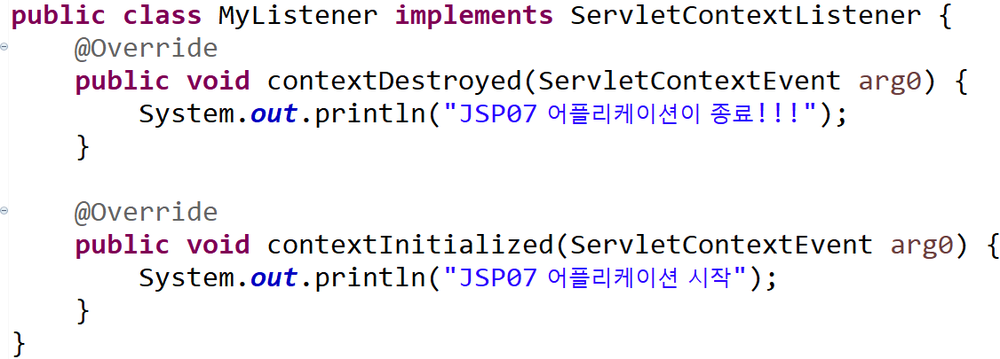 public class MyListener implements ServletContextListener {
    @Override
    public void contextDestroyed(ServletContextEvent arg0) {
        System.out.println("JSP07 어플리케이션이 종료!!!");
    }

    @Override
    public void contextInitialized(ServletContextEvent arg0) {
        System.out.println("JSP07 어플리케이션 시작");
    }
}